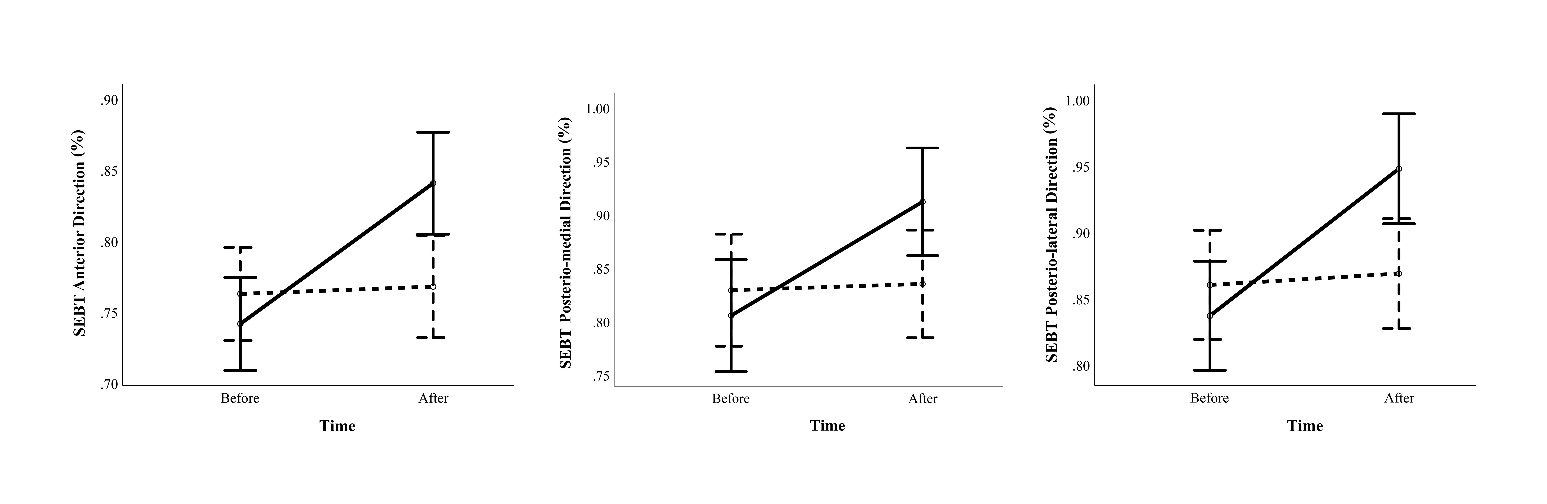 SEBT Anterior Direction (%)
.90
.85
.80
.75
.70
Before
After
Time
SEBT Posterio-medial Direction (%)
1.00
.95
.90
.85
.80
.75
Before
After
Time
SEBT Posterio-lateral Direction (%)
1.00
.95
.90
.85
.80
Before
After
Time